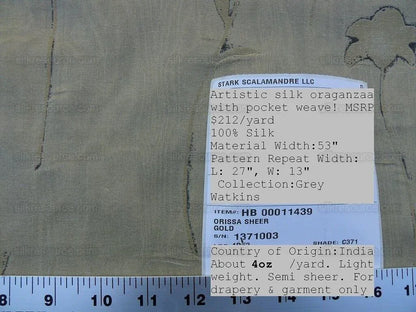 STARK SCALAMANDRE LLC
Artistic silk oraganzaa
with pocket weave! MSRP
$212/yard
100% Silk
Material Width:53"
Pattern Repeat Width:
L: 27", W: 13"
Collection:Grey
Watkins
ITEM#: HB 00011439
ORISSA SHEER
GOLD
S/N: 1371003
SHADE: C371
Country of Origin:India
About 4oz /yard. Light
weight. Semi sheer. For
drapery & garment only
8 9 10 11 12 13 14 15 16